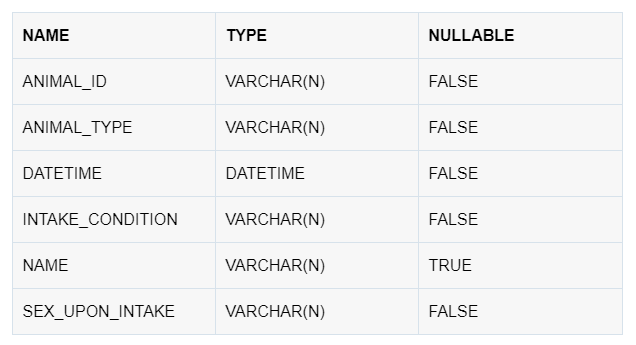 NAME TYPE NULLABLE
ANIMAL_ID VARCHAR(N) FALSE
ANIMAL_TYPE VARCHAR(N) FALSE
DATETIME DATETIME FALSE
INTAKE_CONDITION VARCHAR(N) FALSE
NAME VARCHAR(N) TRUE
SEX_UPON_INTAKE VARCHAR(N) FALSE